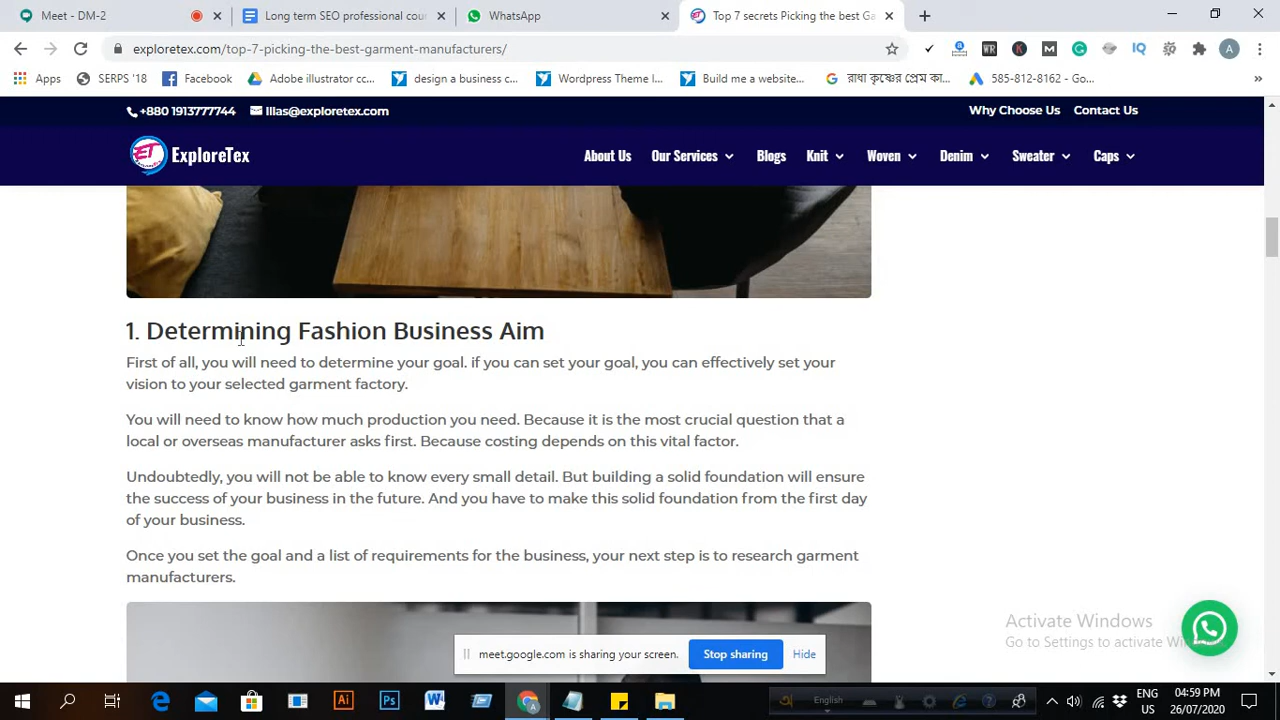 Meet - DM-2
Long term SEO professional cours
WhatsApp
Top 7 secrets Picking the best Ga
exploretex.com/top-7-picking-the-best-garment-manufacturers/
Apps
SERPS '18
Facebook
Adobe illustrator cc...
design a business c...
Wordpress Theme I...
Build me a website...
রাধা কৃষ্ণের প্রেম কা...
585-812-8162 - Go...
+880 1913777744
lilas@exploretex.com
Why Choose Us
Contact Us
ET
ExploreTex
About Us
Our Services
Blogs
Knit
Woven
Denim
Sweater
Caps
1. Determining Fashion Business Aim
First of all, you will need to determine your goal. if you can set your goal, you can effectively set your
vision to your selected garment factory.
You will need to know how much production you need. Because it is the most crucial question that a
local or overseas manufacturer asks first. Because costing depends on this vital factor.
Undoubtedly, you will not be able to know every small detail. But building a solid foundation will ensure
the success of your business in the future. And you have to make this solid foundation from the first day
of your business.
Once you set the goal and a list of requirements for the business, your next step is to research garment
manufacturers.
Activate Windows
Go to Settings to activate
meet.google.com is sharing your screen.
Stop sharing
Hide
English
ENG
US
04:59 PM
26/07/2020